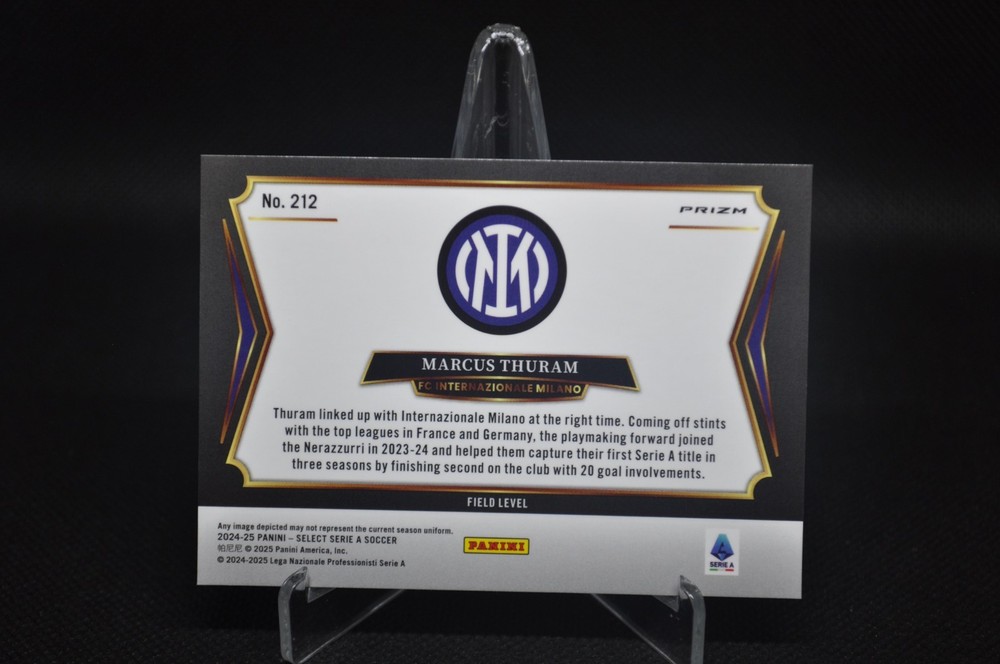 No. 212
PRIZM
MARCUS THURAM
FC INTERNAZIONALE MILANO
Thuram linked up with Internazionale Milano at the right time. Coming off stints
with the top leagues in France and Germany, the playmaking forward joined
the Nerazzurri in 2023-24 and helped them capture their first Serie A title in
three seasons by finishing second on the club with 20 goal involvements.
FIELD LEVEL
Any image depicted may not represent the current season uniform.
2024-25 PANINI – SELECT SERIE A SOCCER
帕尼尼 © 2025 Panini America, Inc.
© 2024-2025 Lega Nazionale Professionisti Serie A
PANINI
SERIE A